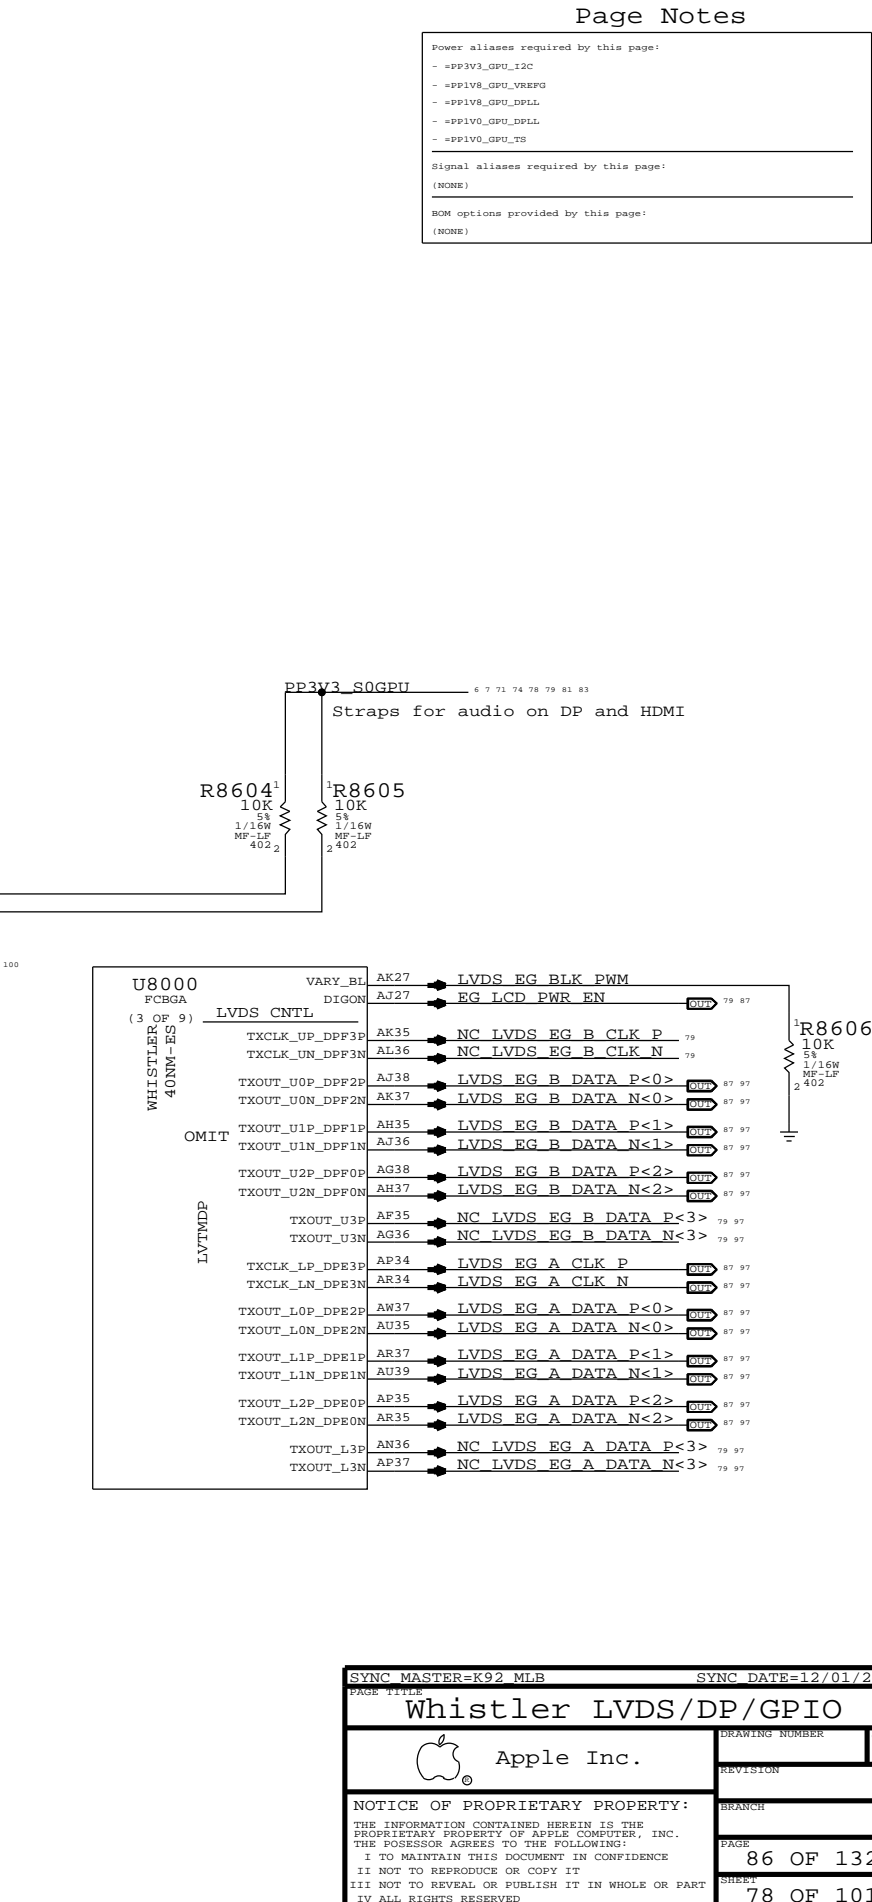 Page Notes
Power aliases required by this page:
- =PP3V3_GPU_I2C
- =PP1V8_GPU_VREFG
- =PP1V8_GPU_DPLL
- =PP1V0_GPU_DPLL
- =PP1V0_GPU_TS
Signal aliases required by this page:
(NONE)
BOM options provided by this page:
(NONE)
PP3V3_S0GPU 6 7 71 74 78 79 81 83
Straps for audio on DP and HDMI
R8604 1 1 R8605
10K 10K
5% 5%
1/16W 1/16W
MF-LF MF-LF
402 2 2 402
100
U8000
FCBGA
(3 OF 9)
WHISTLER
40NM-ES
LVDS CNTL
OMIT
LVTMDP
VARY_BL AK27 LVDS_EG_BLK_PWM
DIGON AJ27 EG_LCD_PWR_EN OUT 79 87
TXCLK_UP_DPF3P AK35 NC_LVDS_EG_B_CLK_P 79
TXCLK_UN_DPF3N AL36 NC_LVDS_EG_B_CLK_N 79
TXOUT_U0P_DPF2P AJ38 LVDS_EG_B_DATA_P<0> OUT 87 97
TXOUT_U0N_DPF2N AK37 LVDS_EG_B_DATA_N<0> OUT 87 97
TXOUT_U1P_DPF1P AH35 LVDS_EG_B_DATA_P<1> OUT 87 97
TXOUT_U1N_DPF1N AJ36 LVDS_EG_B_DATA_N<1> OUT 87 97
TXOUT_U2P_DPF0P AG38 LVDS_EG_B_DATA_P<2> OUT 87 97
TXOUT_U2N_DPF0N AH37 LVDS_EG_B_DATA_N<2> OUT 87 97
TXOUT_U3P AF35 NC_LVDS_EG_B_DATA_P<3> 79 97
TXOUT_U3N AG36 NC_LVDS_EG_B_DATA_N<3> 79 97
TXCLK_LP_DPE3P AP34 LVDS_EG_A_CLK_P OUT 87 97
TXCLK_LN_DPE3N AR34 LVDS_EG_A_CLK_N OUT 87 97
TXOUT_L0P_DPE2P AW37 LVDS_EG_A_DATA_P<0> OUT 87 97
TXOUT_L0N_DPE2N AU35 LVDS_EG_A_DATA_N<0> OUT 87 97
TXOUT_L1P_DPE1P AR37 LVDS_EG_A_DATA_P<1> OUT 87 97
TXOUT_L1N_DPE1N AU39 LVDS_EG_A_DATA_N<1> OUT 87 97
TXOUT_L2P_DPE0P AP35 LVDS_EG_A_DATA_P<2> OUT 87 97
TXOUT_L2N_DPE0N AR35 LVDS_EG_A_DATA_N<2> OUT 87 97
TXOUT_L3P AN36 NC_LVDS_EG_A_DATA_P<3> 79 97
TXOUT_L3N AP37 NC_LVDS_EG_A_DATA_N<3> 79 97
1 R8606
10K
5%
1/16W
MF-LF
2 402
SYNC_MASTER=K92_MLB SYNC_DATE=12/01/2
PAGE TITLE
Whistler LVDS/DP/GPIO
Apple Inc.
®
DRAWING NUMBER
REVISION
BRANCH
PAGE
86 OF 132
SHEET
78 OF 101
NOTICE OF PROPRIETARY PROPERTY:
THE INFORMATION CONTAINED HEREIN IS THE
PROPRIETARY PROPERTY OF APPLE COMPUTER, INC.
THE POSESSOR AGREES TO THE FOLLOWING:
I TO MAINTAIN THIS DOCUMENT IN CONFIDENCE
II NOT TO REPRODUCE OR COPY IT
III NOT TO REVEAL OR PUBLISH IT IN WHOLE OR PART
IV ALL RIGHTS RESERVED